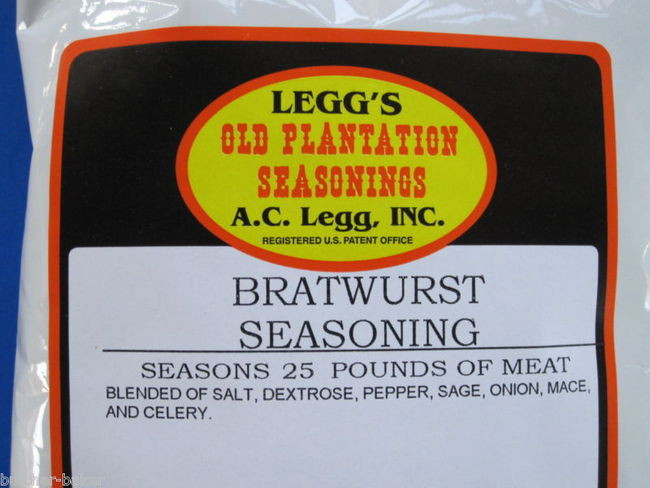 LEGG'S
OLD PLANTATION
SEASONINGS
A.C. Legg, INC.
REGISTERED U.S. PATENT OFFICE
BRATWURST
SEASONING
SEASONS 25 POUNDS OF MEAT
BLENDED OF SALT, DEXTROSE, PEPPER, SAGE, ONION, MACE,
AND CELERY.